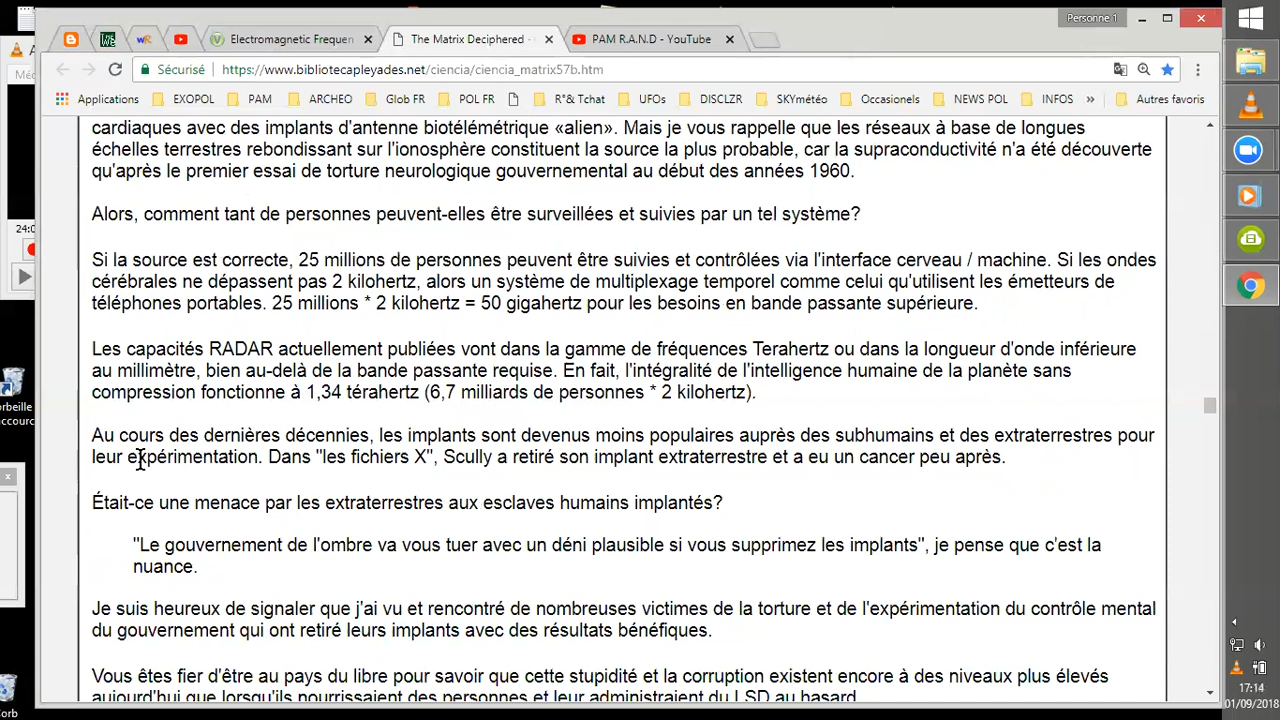 Personne 1
Electromagnetic Frequen
The Matrix Deciphered -
PAM R.A.N.D - YouTube
Sécurisé
https://www.bibliotecapleyades.net/ciencia/ciencia_matrix57b.htm
Applications
EXOPOL
PAM
ARCHEO
Glob FR
POL FR
R°& Tchat
UFOs
DISCLZR
SKYmétéo
Occasionels
NEWS POL
INFOS
»
Autres favoris
cardiaques avec des implants d'antenne biotélémétrique «alien». Mais je vous rappelle que les réseaux à base de longues
échelles terrestres rebondissant sur l'ionosphère constituent la source la plus probable, car la supraconductivité n'a été découverte
qu'après le premier essai de torture neurologique gouvernemental au début des années 1960.
Alors, comment tant de personnes peuvent-elles être surveillées et suivies par un tel système?
Si la source est correcte, 25 millions de personnes peuvent être suivies et contrôlées via l'interface cerveau / machine. Si les ondes
cérébrales ne dépassent pas 2 kilohertz, alors un système de multiplexage temporel comme celui qu'utilisent les émetteurs de
téléphones portables. 25 millions * 2 kilohertz = 50 gigahertz pour les besoins en bande passante supérieure.
Les capacités RADAR actuellement publiées vont dans la gamme de fréquences Terahertz ou dans la longueur d'onde inférieure
au millimètre, bien au-delà de la bande passante requise. En fait, l'intégralité de l'intelligence humaine de la planète sans
compression fonctionne à 1,34 térahertz (6,7 milliards de personnes * 2 kilohertz).
Au cours des dernières décennies, les implants sont devenus moins populaires auprès des subhumains et des extraterrestres pour
leur expérimentation. Dans "les fichiers X", Scully a retiré son implant extraterrestre et a eu un cancer peu après.
Était-ce une menace par les extraterrestres aux esclaves humains implantés?
"Le gouvernement de l'ombre va vous tuer avec un déni plausible si vous supprimez les implants", je pense que c'est la
nuance.
Je suis heureux de signaler que j'ai vu et rencontré de nombreuses victimes de la torture et de l'expérimentation du contrôle mental
du gouvernement qui ont retiré leurs implants avec des résultats bénéfiques.
Vous êtes fier d'être au pays du libre pour savoir que cette stupidité et la corruption existent encore à des niveaux plus élevés
aujourd'hui que lorsqu'ils nourrissaient des personnes et leur administraient du LSD au hasard.
17:14
01/09/2018